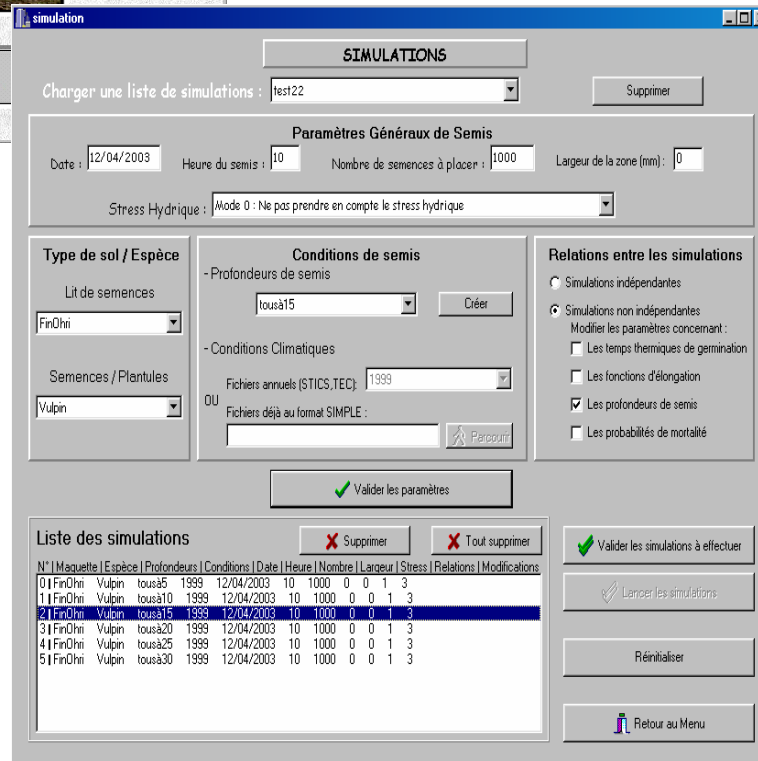 simulation
SIMULATIONS
Charger une liste de simulations : test22 Supprimer
Paramètres Généraux de Semis
Date : 12/04/2003 Heure du semis : 10 Nombre de semences à placer : 1000 Largeur de la zone (mm) : 0
Stress Hydrique : Mode 0 : Ne pas prendre en compte le stress hydrique
Type de sol / Espèce
Lit de semences
FinOhri
Semences / Plantules
Vulpin
Conditions de semis
- Profondeurs de semis
tousà15 Créer
- Conditions Climatiques
Fichiers annuels (STICS,TEC): 1999
OU
Fichiers déjà au format SIMPLE :
Parcourir
Relations entre les simulations
Simulations indépendantes
Simulations non indépendantes
Modifier les paramètres concernant :
Les temps thermiques de germination
Les fonctions d'élongation
Les profondeurs de semis
Les probabilités de mortalité
Valider les paramètres
Liste des simulations Supprimer Tout supprimer
N° | Maquette | Espèce | Profondeurs | Conditions | Date | Heure | Nombre | Largeur | Stress | Relations | Modifications
0 | FinOhri Vulpin tousà5 1999 12/04/2003 10 1000 0 0 1 3
1 | FinOhri Vulpin tousà10 1999 12/04/2003 10 1000 0 0 1 3
2 | FinOhri Vulpin tousà15 1999 12/04/2003 10 1000 0 0 1 3
3 | FinOhri Vulpin tousà20 1999 12/04/2003 10 1000 0 0 1 3
4 | FinOhri Vulpin tousà25 1999 12/04/2003 10 1000 0 0 1 3
5 | FinOhri Vulpin tousà30 1999 12/04/2003 10 1000 0 0 1 3
Valider les simulations à effectuer
Lancer les simulations
Réinitialiser
Retour au Menu